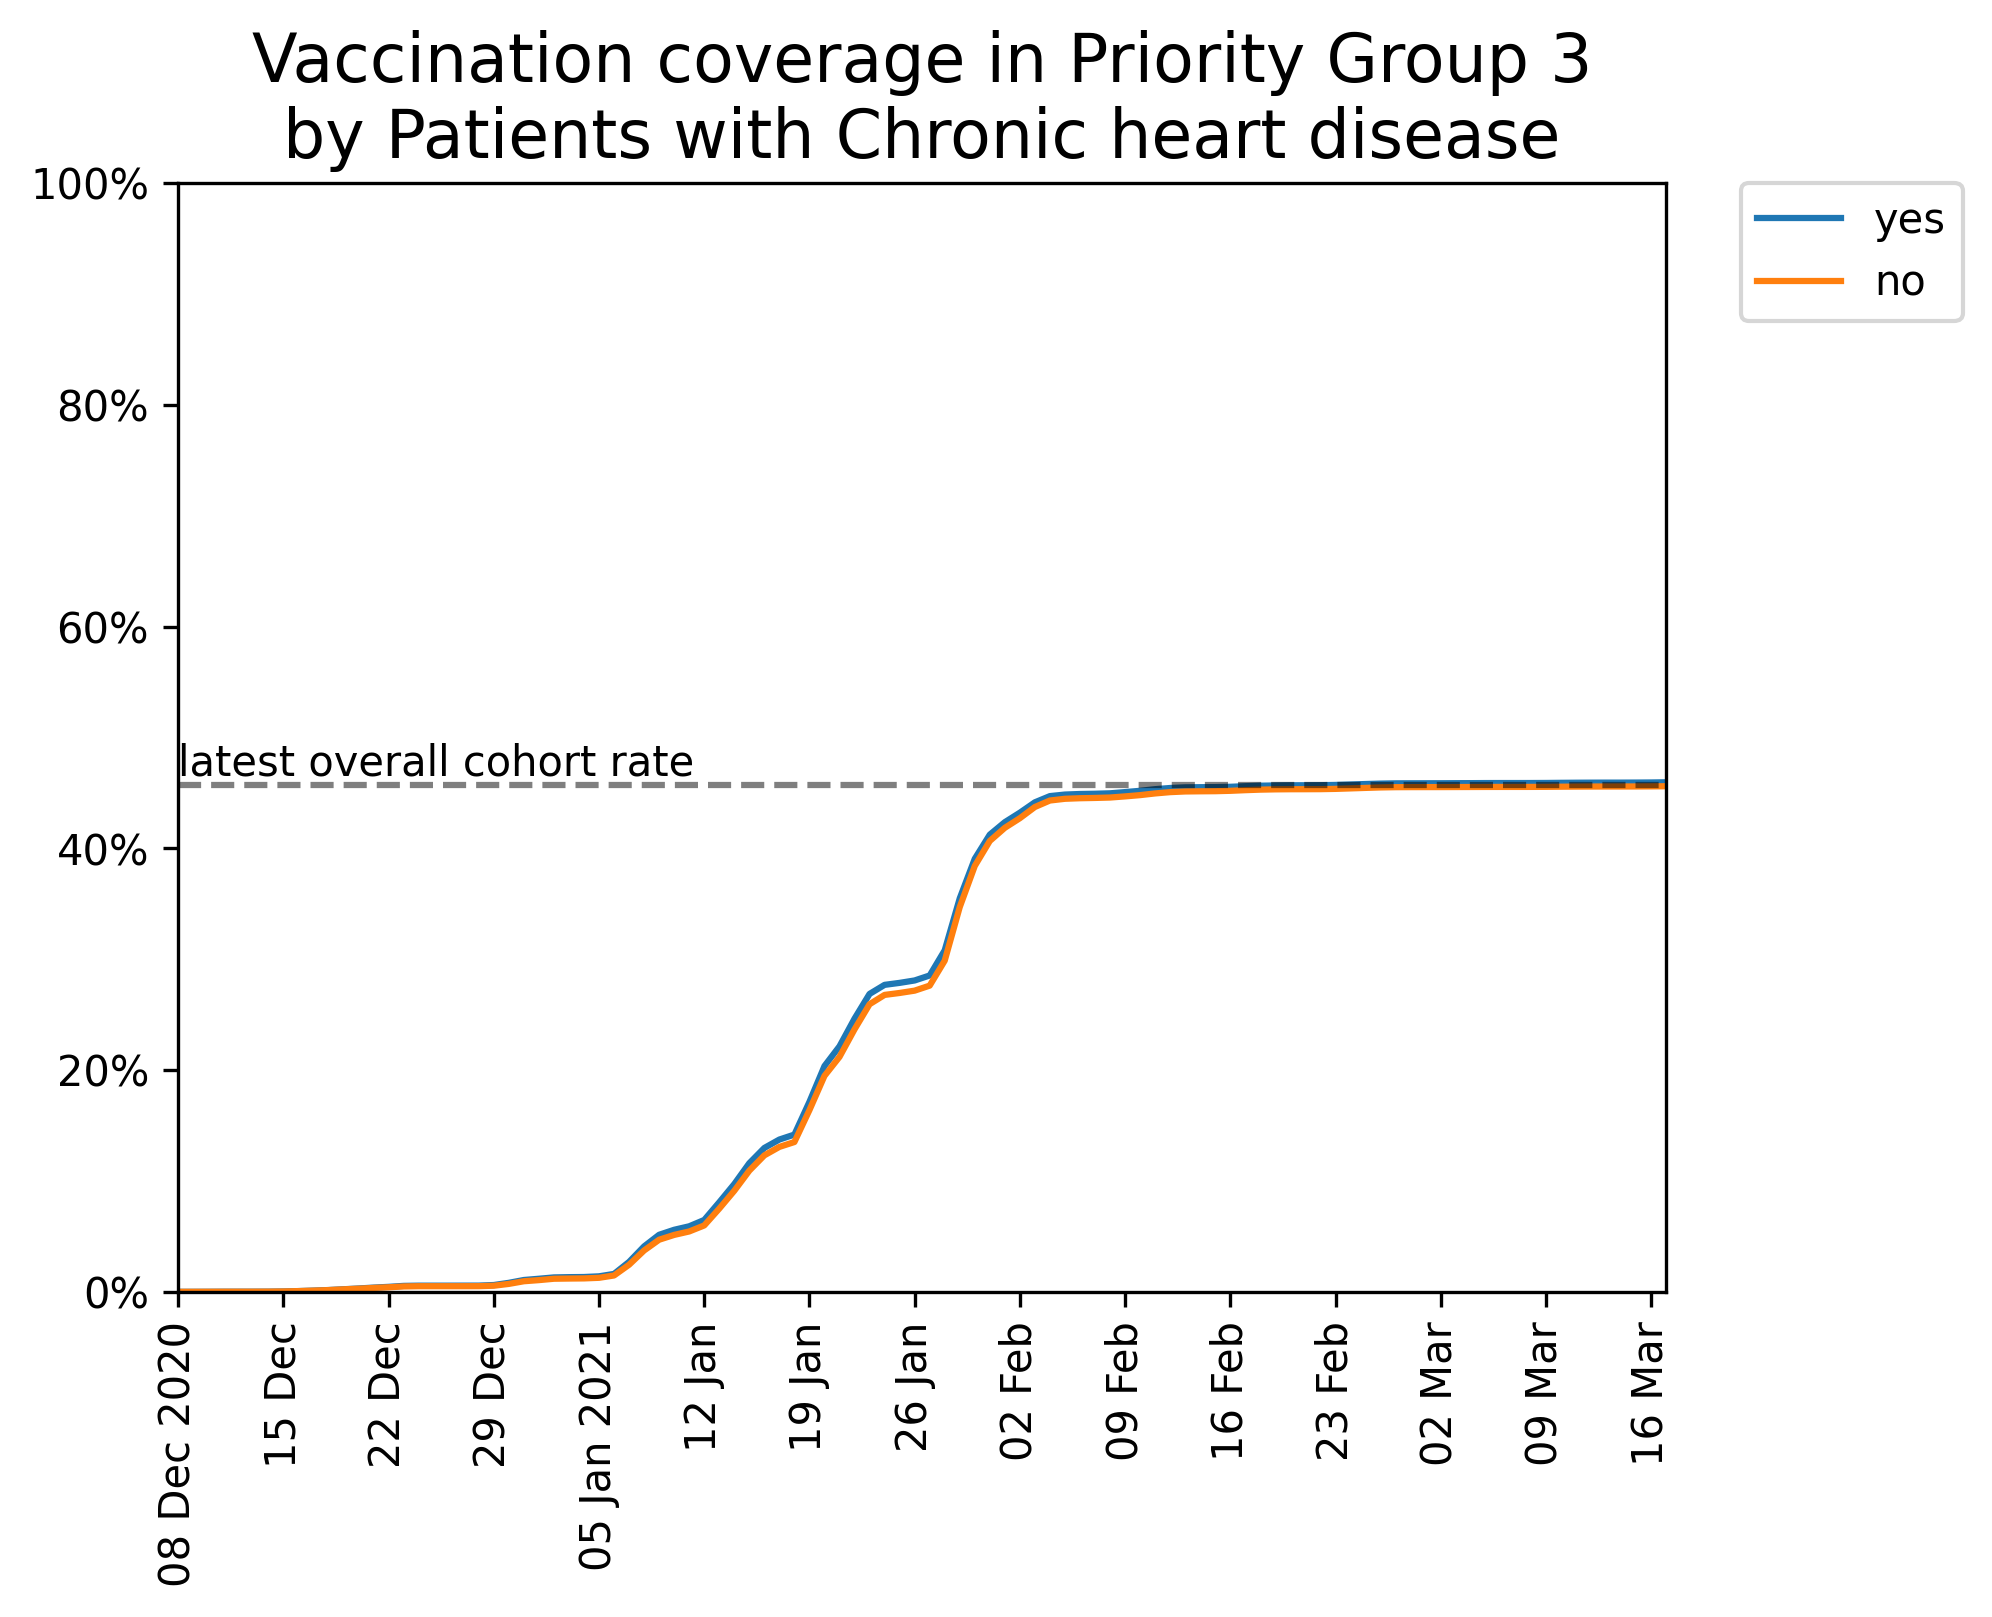 Vaccination coverage in Priority Group 3
by Patients with Chronic heart disease
100%
80%
60%
40%
20%
0%
latest overall cohort rate
yes
no
08 Dec 2020
15 Dec
22 Dec
29 Dec
05 Jan 2021
12 Jan
19 Jan
26 Jan
02 Feb
09 Feb
16 Feb
23 Feb
02 Mar
09 Mar
16 Mar